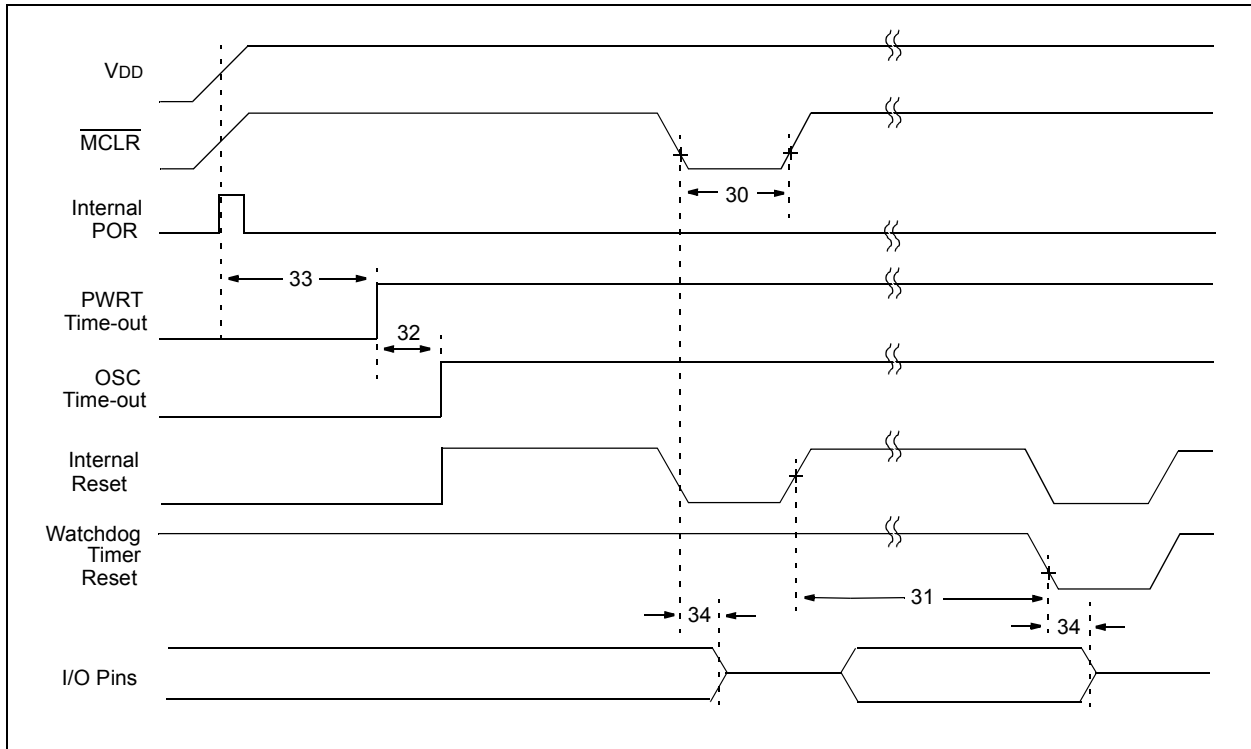 VDD
MCLR
30
Internal
POR
33
PWRT
Time-out
32
OSC
Time-out
Internal
Reset
Watchdog
Timer
Reset
31
34
34
I/O Pins